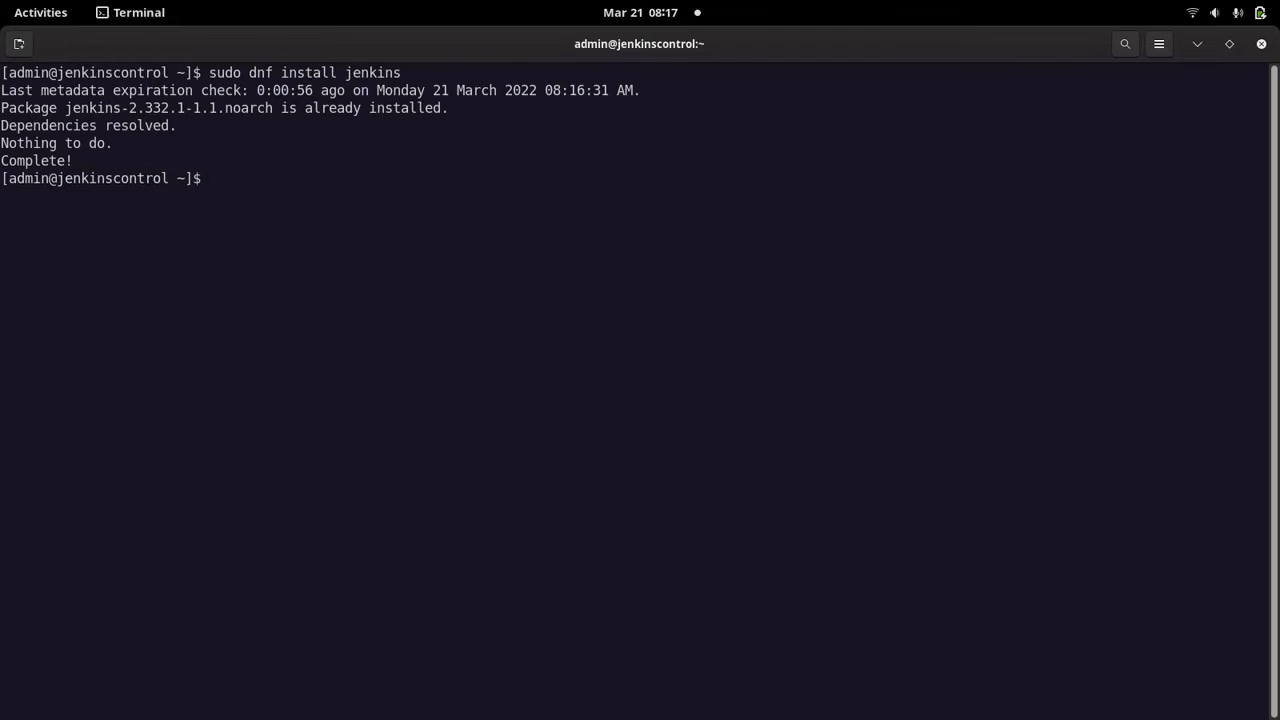 Activities Terminal Mar 21 08:17
admin@jenkinscontrol:~
[admin@jenkinscontrol ~]$ sudo dnf install jenkins
Last metadata expiration check: 0:00:56 ago on Monday 21 March 2022 08:16:31 AM.
Package jenkins-2.332.1-1.1.noarch is already installed.
Dependencies resolved.
Nothing to do.
Complete!
[admin@jenkinscontrol ~]$